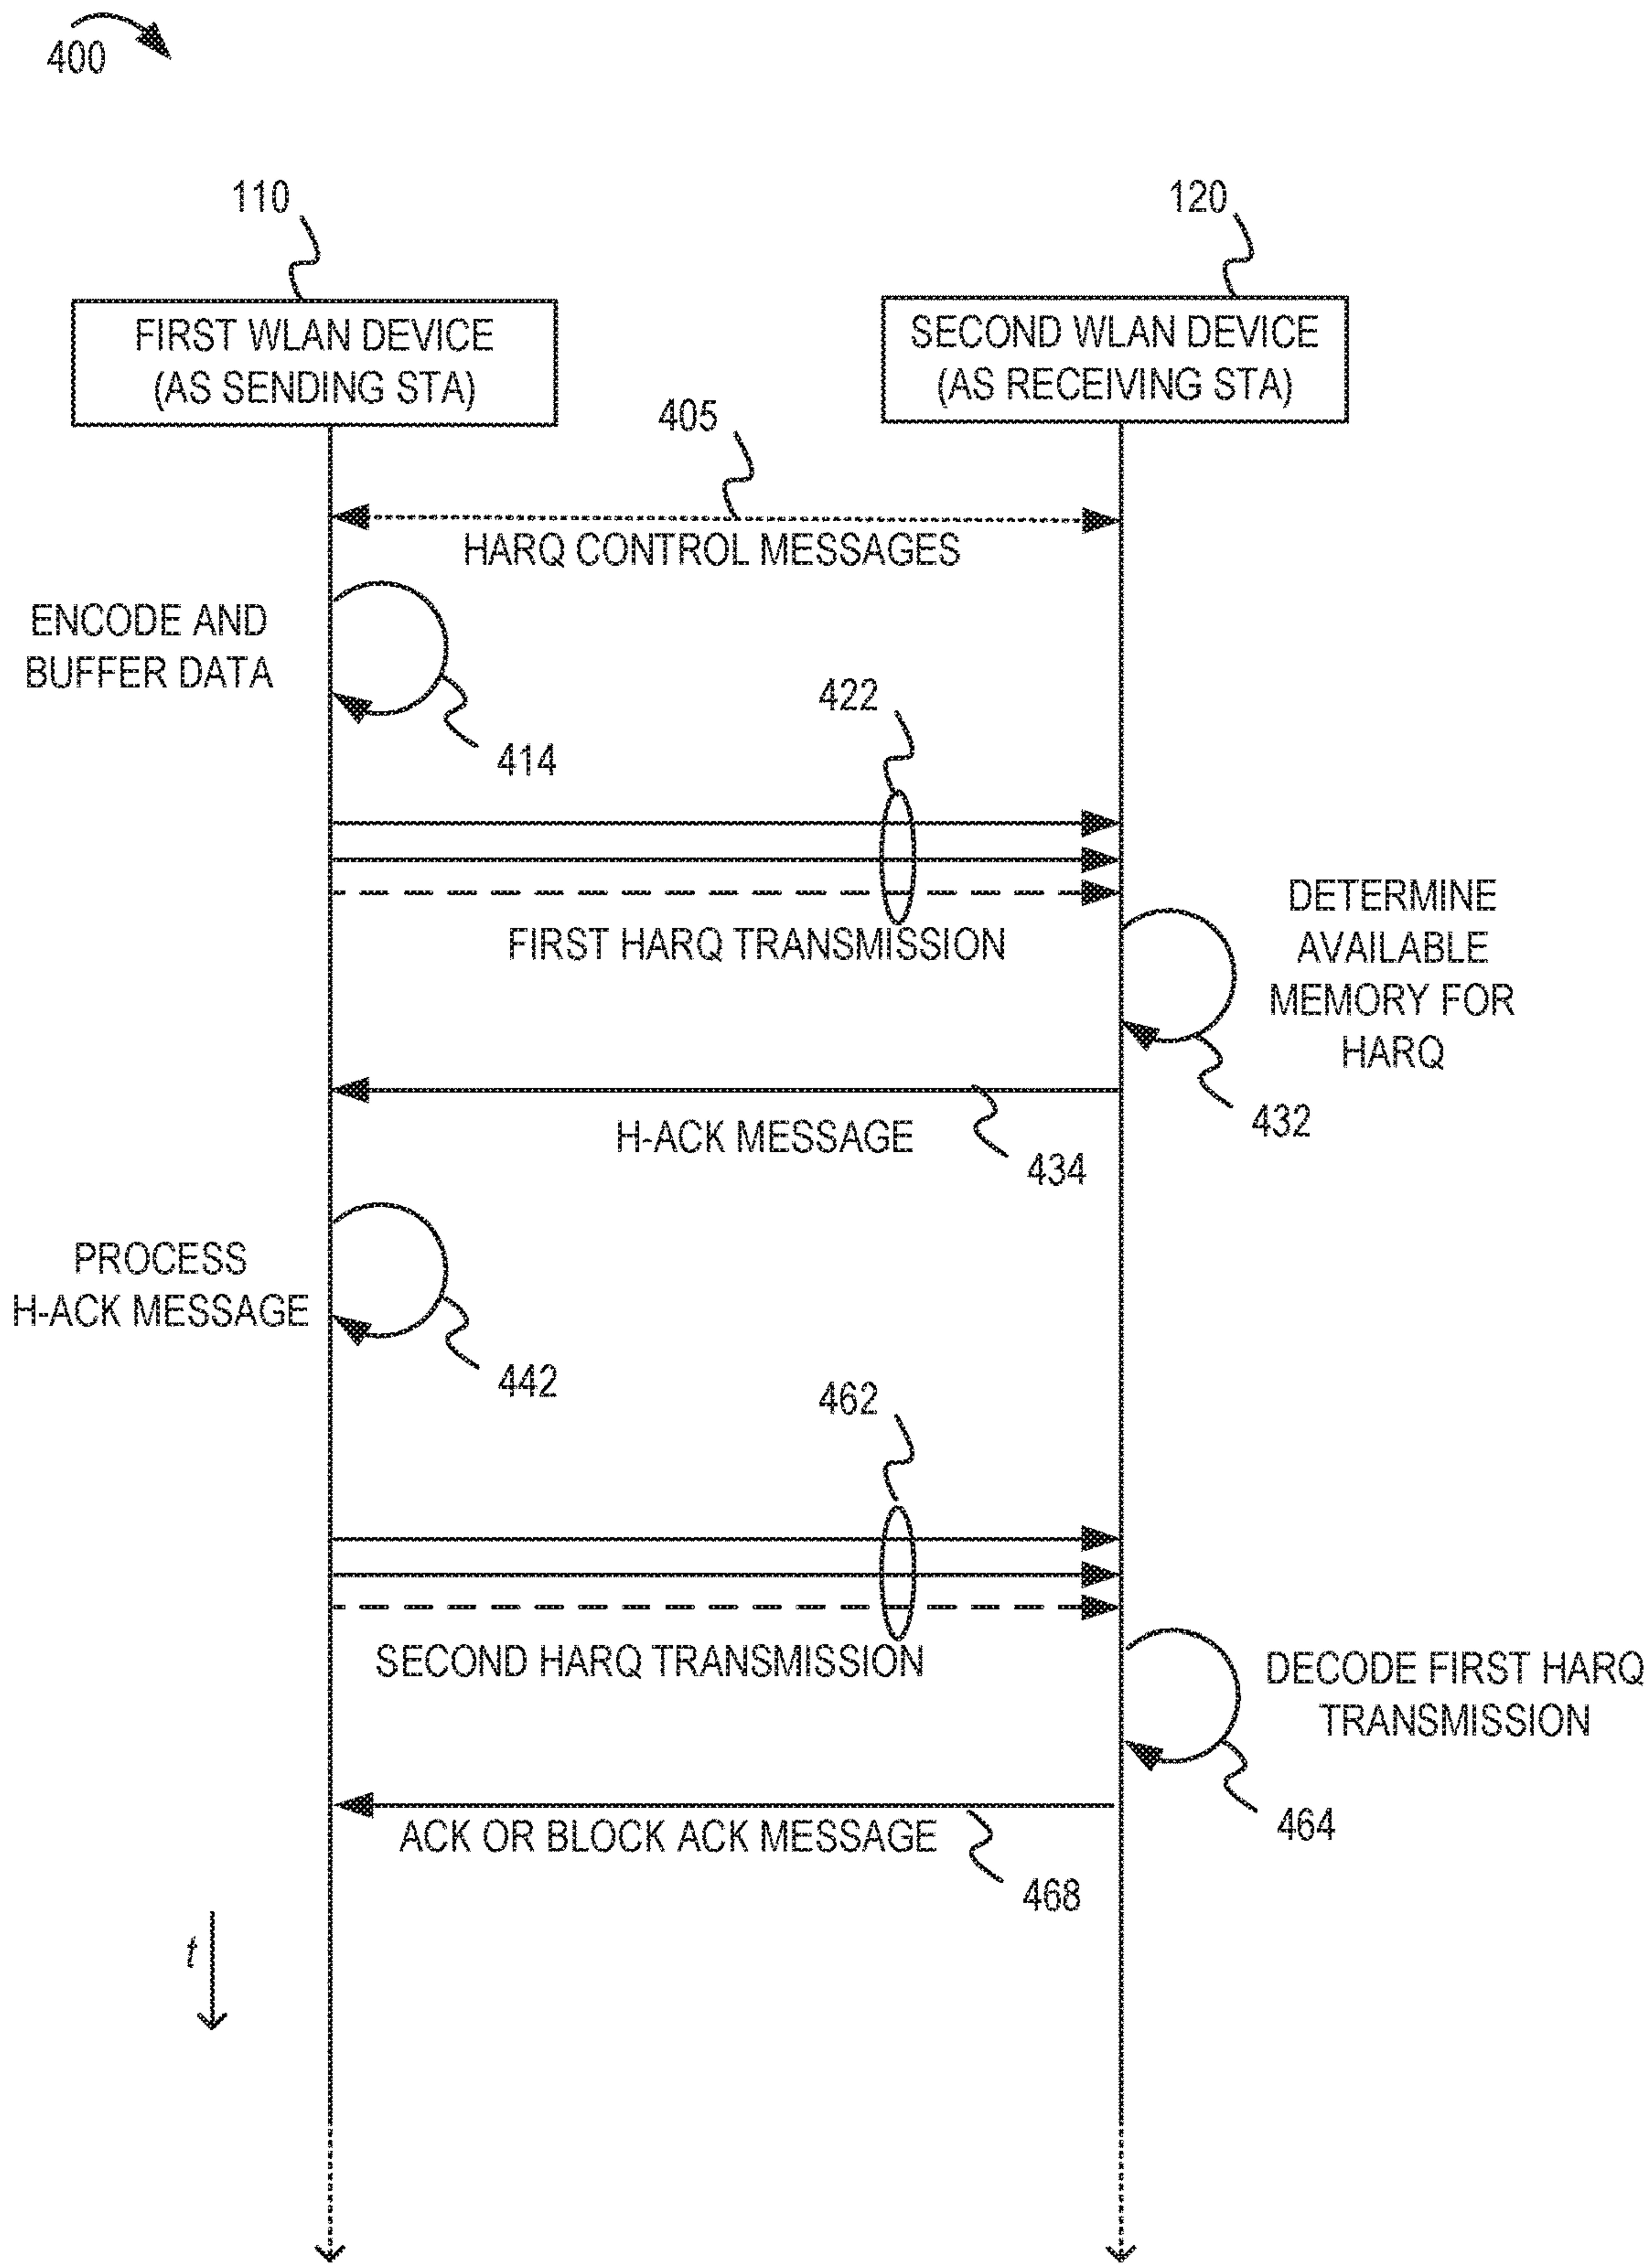 400
110
120
FIRST WLAN DEVICE
(AS SENDING STA)
SECOND WLAN DEVICE
(AS RECEIVING STA)
405
HARQ CONTROL MESSAGES
ENCODE AND
BUFFER DATA
414
422
FIRST HARQ TRANSMISSION
DETERMINE
AVAILABLE
MEMORY FOR
HARQ
432
H-ACK MESSAGE
434
PROCESS
H-ACK MESSAGE
442
462
SECOND HARQ TRANSMISSION
DECODE FIRST HARQ
TRANSMISSION
464
ACK OR BLOCK ACK MESSAGE
468
t